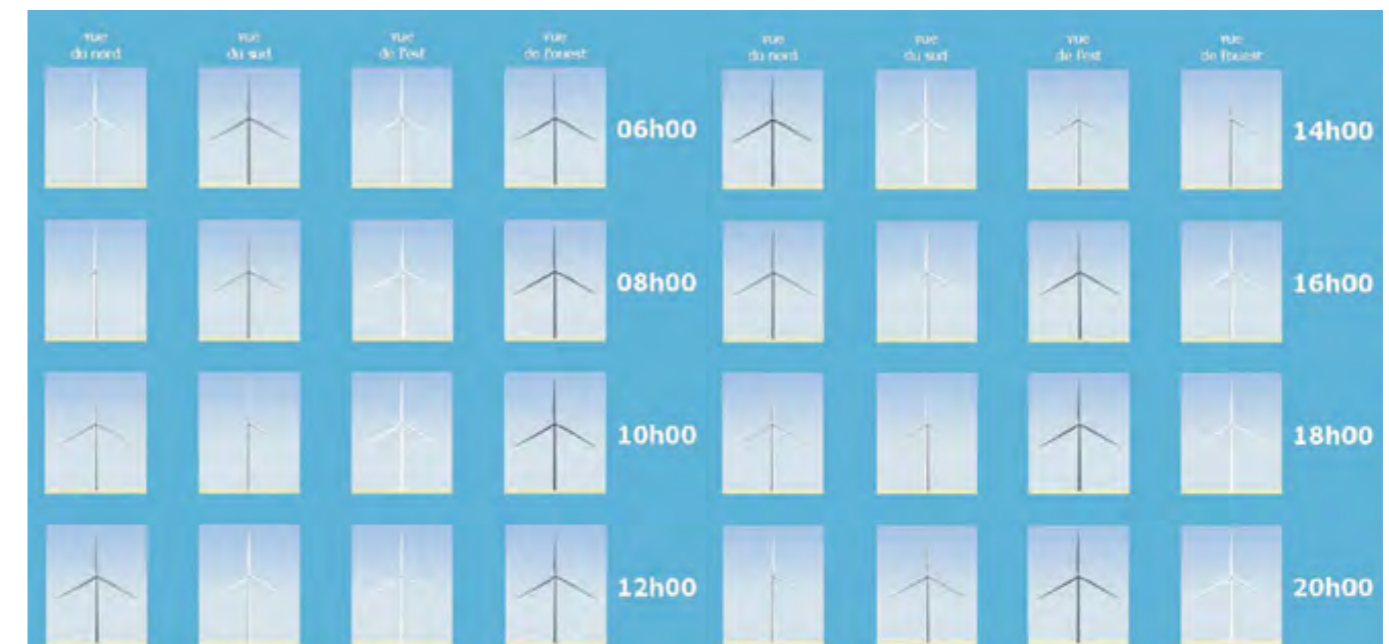 vue
du nord
vue
du sud
vue
de l'est
vue
de l'ouest
vue
du nord
vue
du sud
vue
de l'est
vue
de l'ouest
06h00
14h00
08h00
16h00
10h00
18h00
12h00
20h00